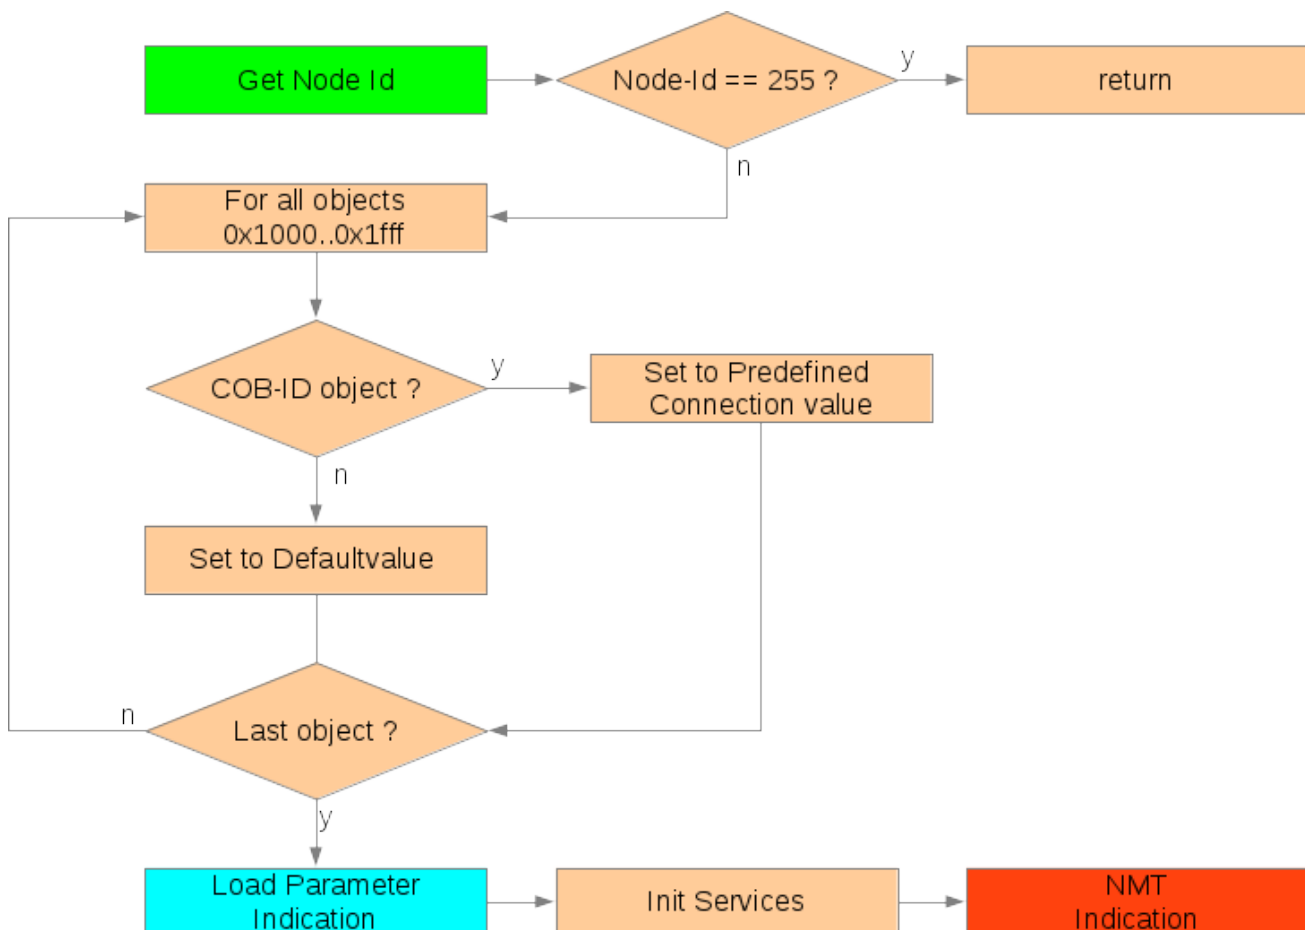 Get Node Id
Node-Id == 255 ?
y
return
n
For all objects
0x1000..0x1fff
COB-ID object ?
y
Set to Predefined
Connection value
n
Set to Defaultvalue
n
Last object ?
y
Load Parameter
Indication
Init Services
NMT
Indication